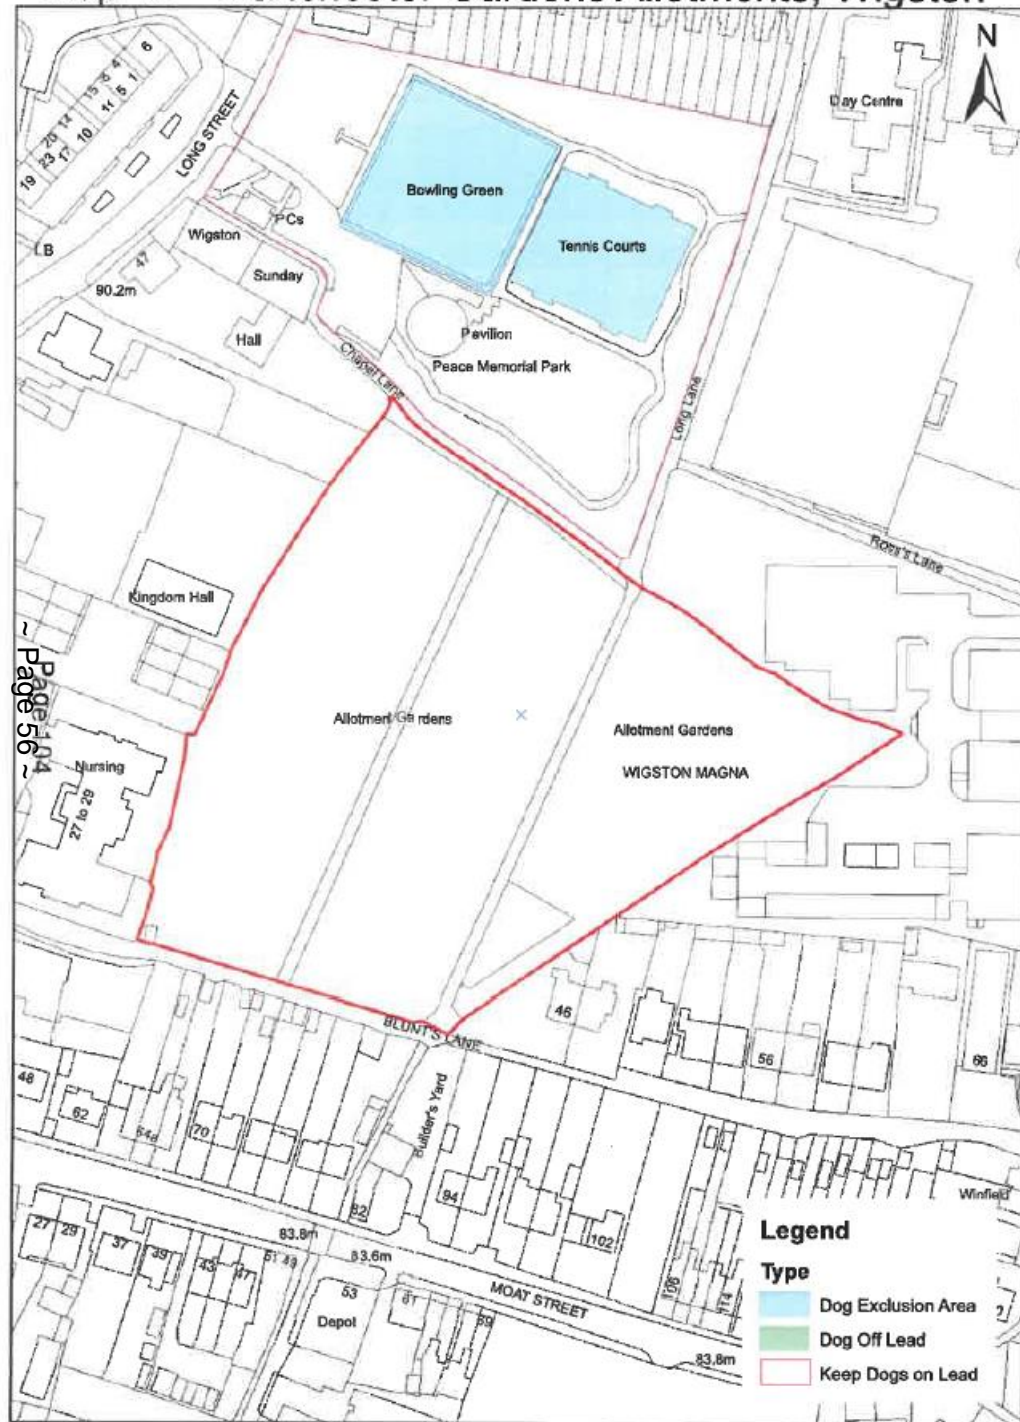 Gardens Allotments, Wigston
N
6
4
1
8
5
15
11
14
10
20
17
23
19
LONG STREET
Day Centre
Bowling Green
PCs
Wigston
Tennis Courts
LB
47
Sunday
90.2m
Hall
Pavilion
Chapel Lane
Peace Memorial Park
Long Lane
Ross's Lane
Kingdom Hall
~ Page 56 ~
Page 104
Allotment Gardens
Allotment Gardens
WIGSTON MAGNA
Nursing
27 to 29
BLUNT'S LANE
46
56
66
48
62
64a
70
Builder's Yard
82
94
102
106
114
Winfield
27
29
37
39
43
47
51
49
83.8m
83.6m
53
61
69
Depot
MOAT STREET
83.8m
Legend
Type
Dog Exclusion Area
Dog Off Lead
Keep Dogs on Lead